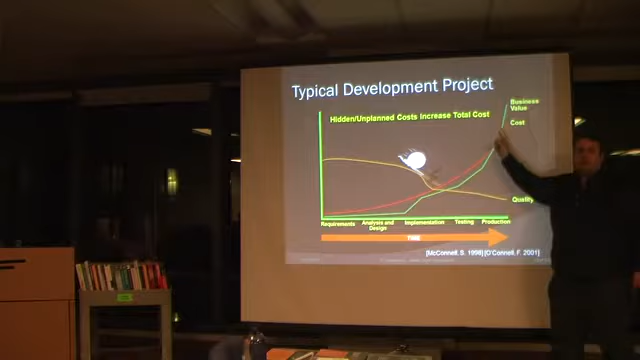 Typical Development Project
Hidden/Unplanned Costs Increase Total Cost
Business
Value
Cost
Quality
Requirements
Analysis and
Design
Implementation
Testing
Production
TIME
[McConnell, S. 1996] [O'Connell, F. 2001]